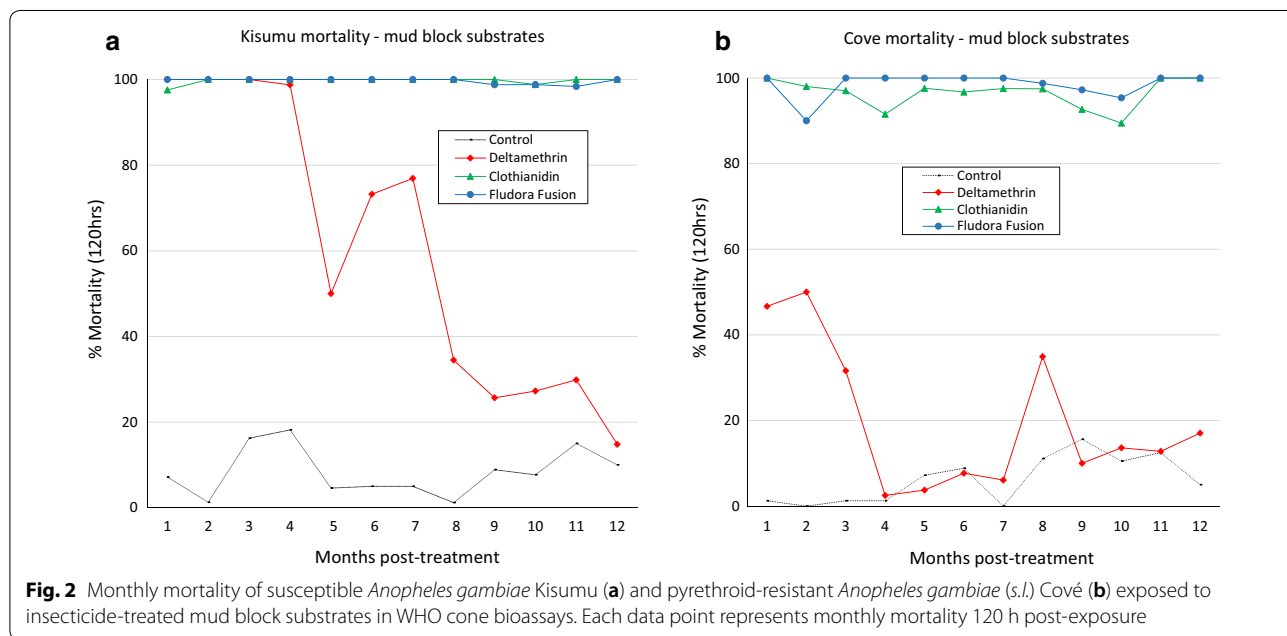 a
Kisumu mortality - mud block substrates
% Mortality (120hrs)
100
80
60
40
20
0
Control
Deltamethrin
Clothianidin
Fludora Fusion
1 2 3 4 5 6 7 8 9 10 11 12
Months post-treatment
b
Cove mortality - mud block substrates
% Mortality (120hrs)
100
80
60
40
20
0
Control
Deltamethrin
Clothianidin
Fludora Fusion
1 2 3 4 5 6 7 8 9 10 11 12
Months post-treatment
Fig. 2 Monthly mortality of susceptible Anopheles gambiae Kisumu (a) and pyrethroid-resistant Anopheles gambiae (s.l.) Cové (b) exposed to
insecticide-treated mud block substrates in WHO cone bioassays. Each data point represents monthly mortality 120 h post-exposure